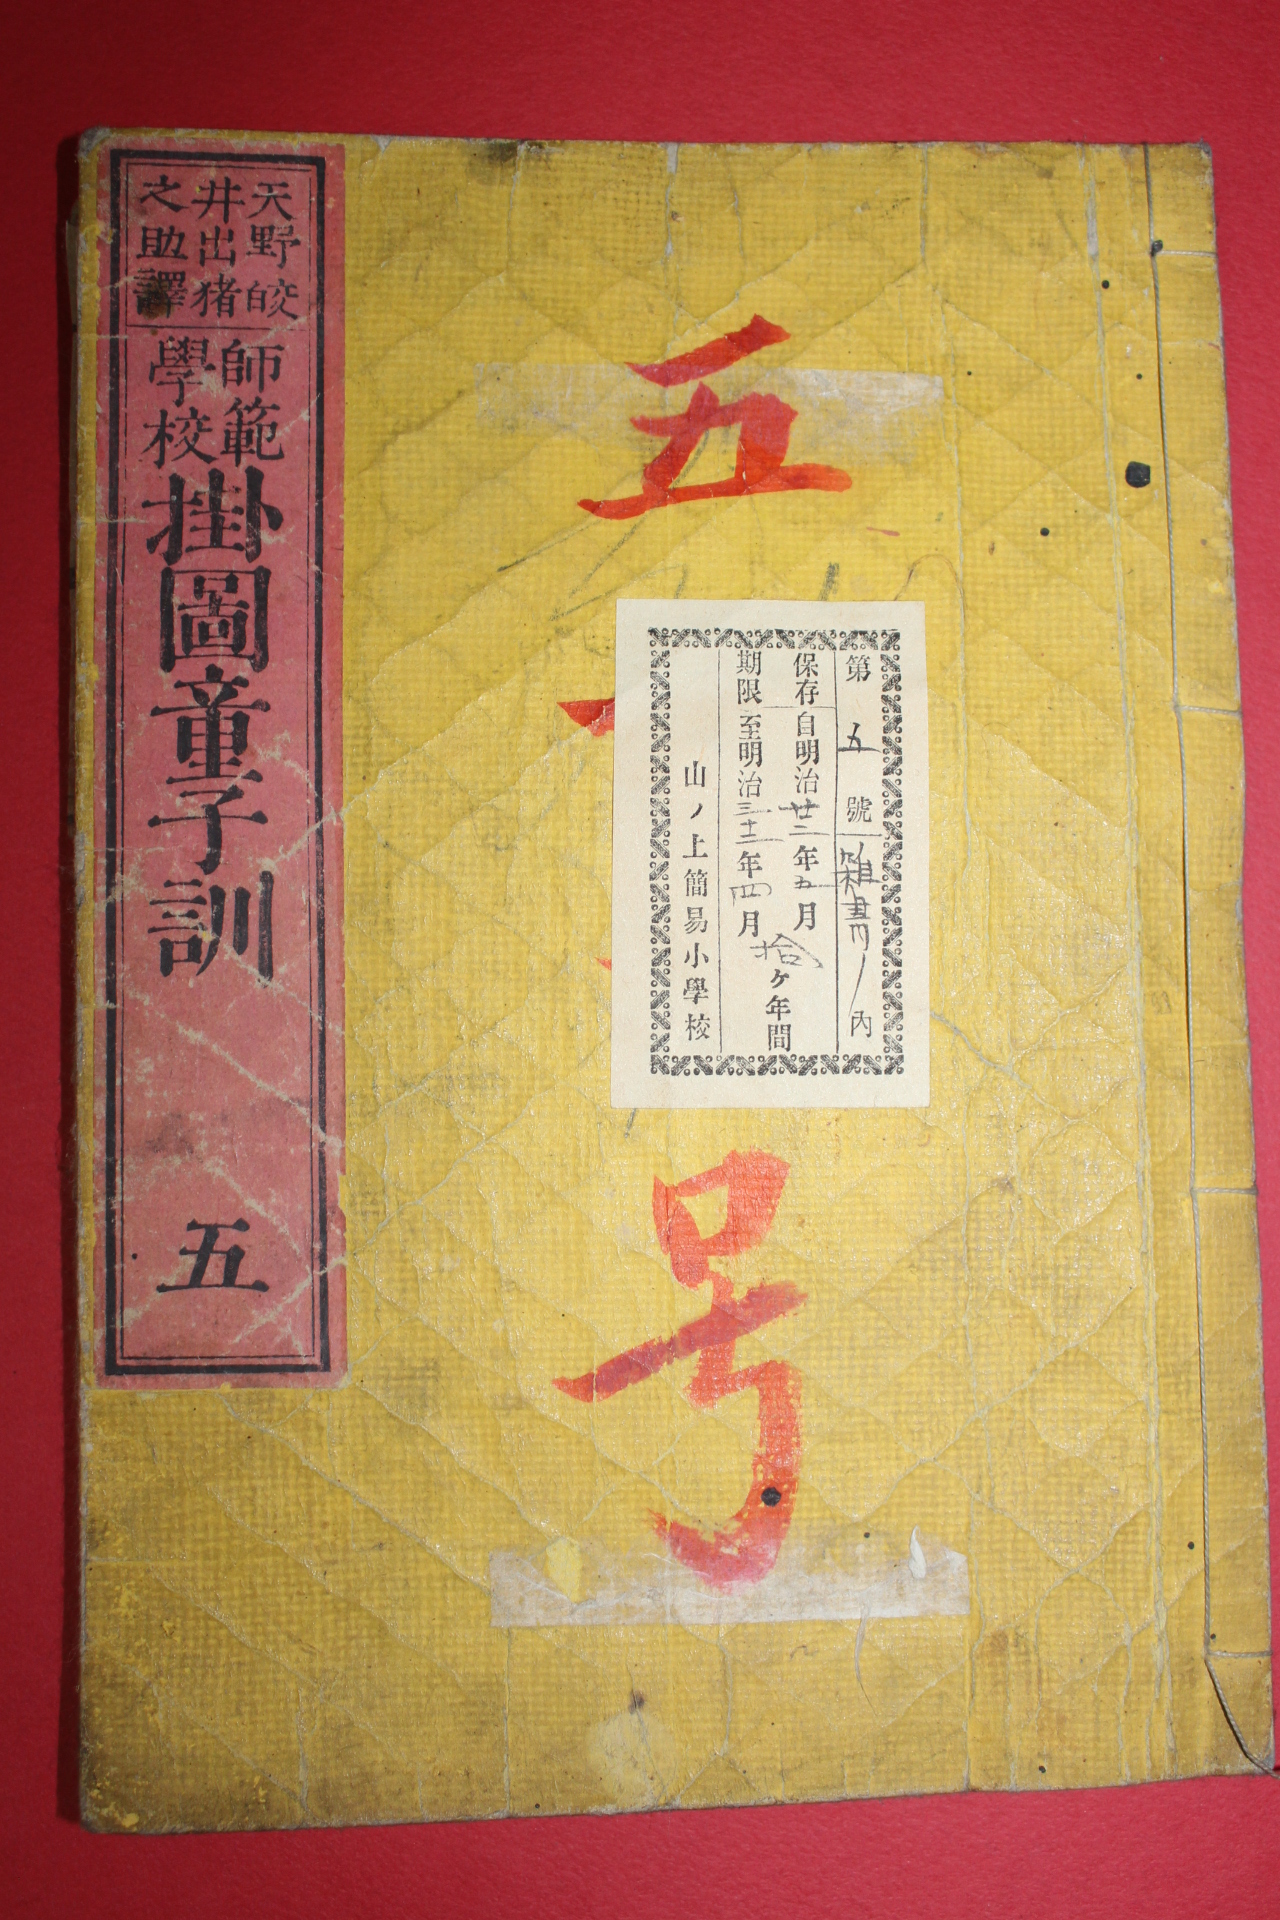 天野皎
井出猪
之助譯
師範
學校
掛圖童子訓
五
五
号
第五號
雑書ノ內
保存
期限
自明治廿二年五月
至明治三十二年四月
拾ヶ年間
山ノ上簡易小學校